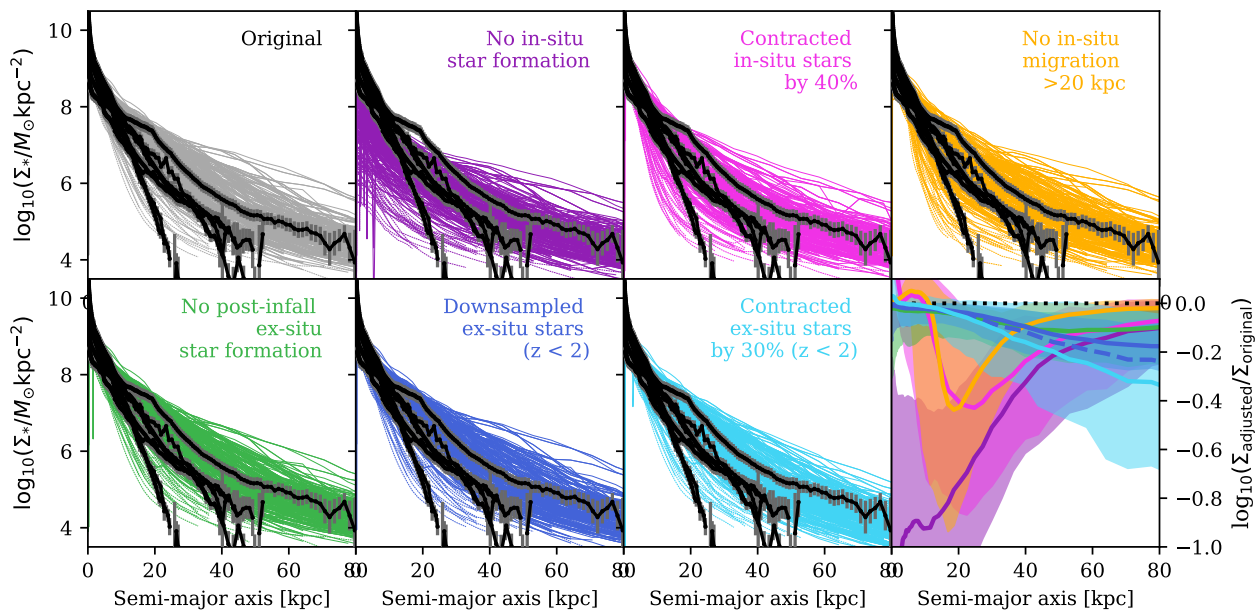 Original
No in-situ
star formation
Contracted
in-situ stars
by 40%
No in-situ
migration
>20 kpc
10
8
6
4
log₁₀(Σ*/M⊙kpc⁻²)
No post-infall
ex-situ
star formation
Downsampled
ex-situ stars
(z < 2)
Contracted
ex-situ stars
by 30% (z < 2)
10
8
6
4
log₁₀(Σ*/M⊙kpc⁻²)
0.0
−0.2
−0.4
−0.6
−0.8
−1.0
log₁₀(Σadjusted/Σoriginal)
0 20 40 60 80
0 20 40 60 80
0 20 40 60 80
0 20 40 60 80
Semi-major axis [kpc]
Semi-major axis [kpc]
Semi-major axis [kpc]
Semi-major axis [kpc]